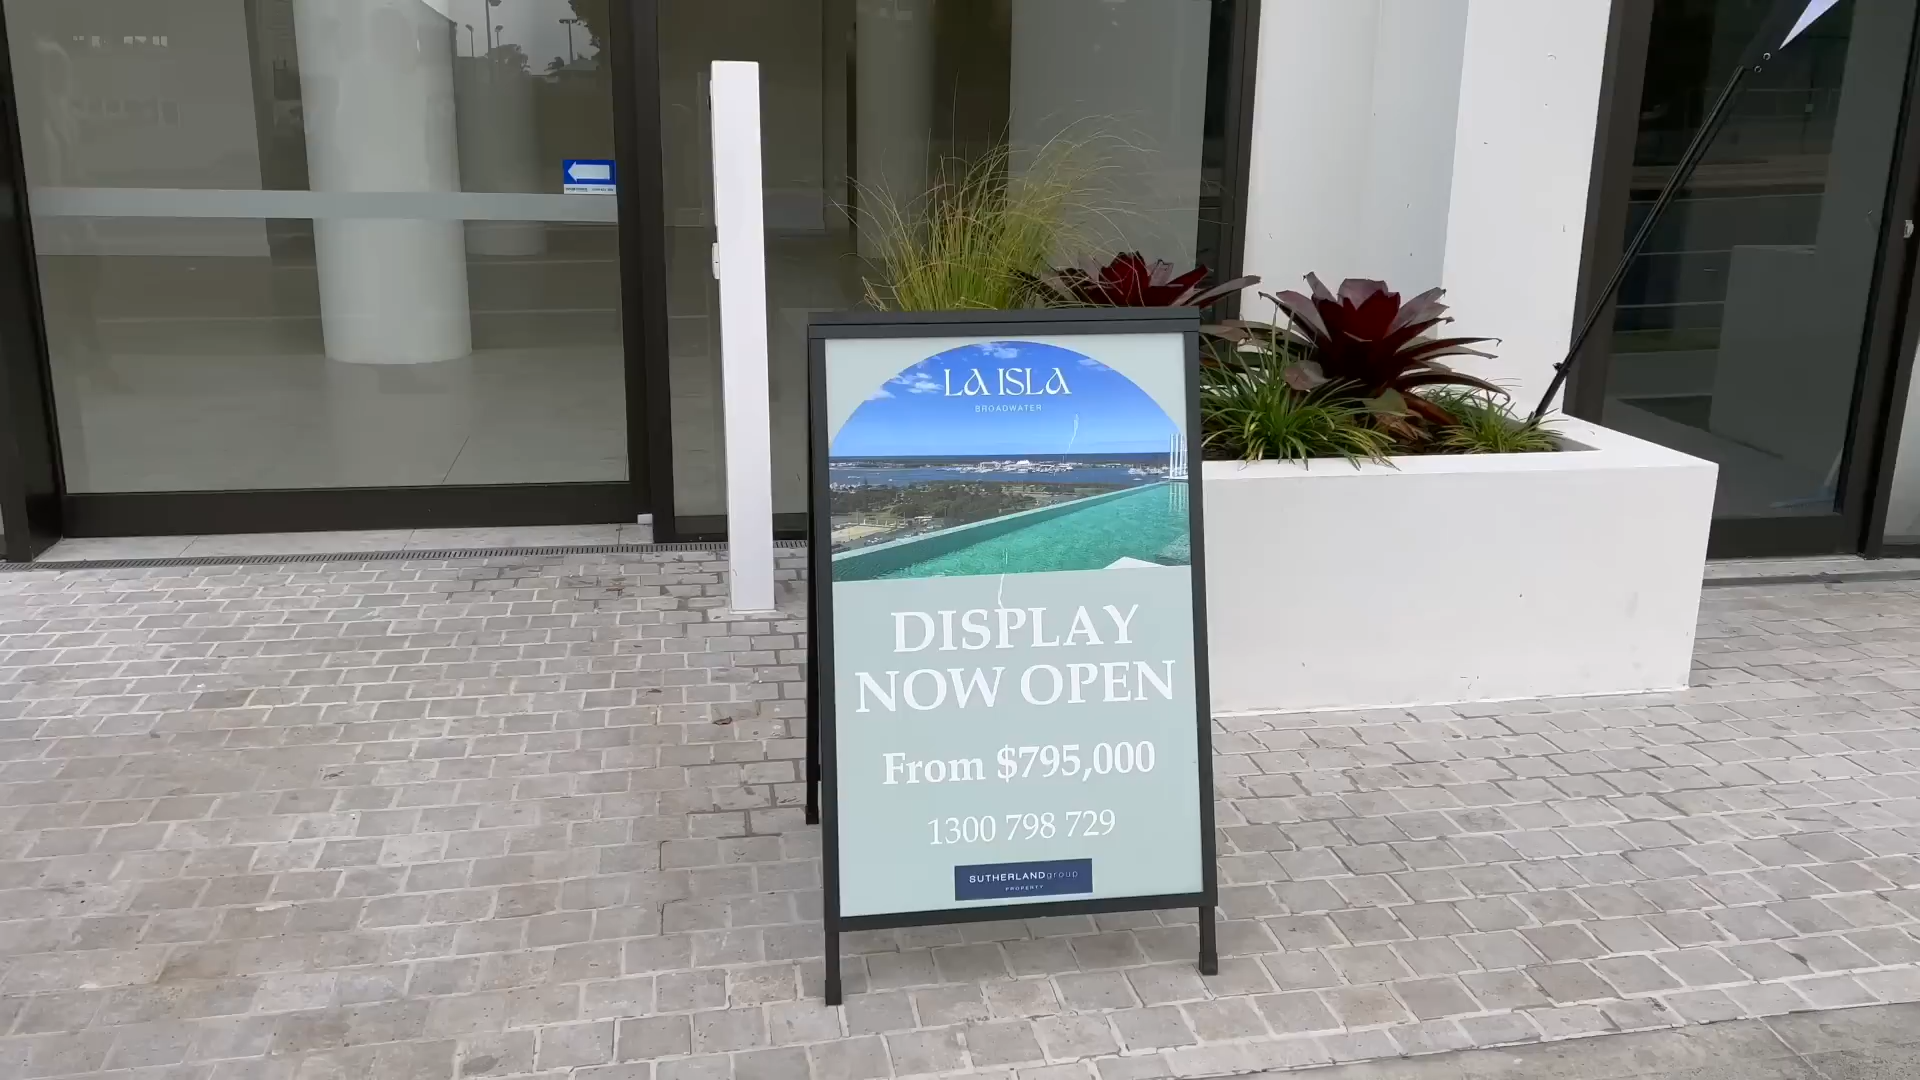 LA ISLA
BROADWATER
DISPLAY
NOW OPEN
From $795,000
1300 798 729
SUTHERLANDgroup
PROPERTY